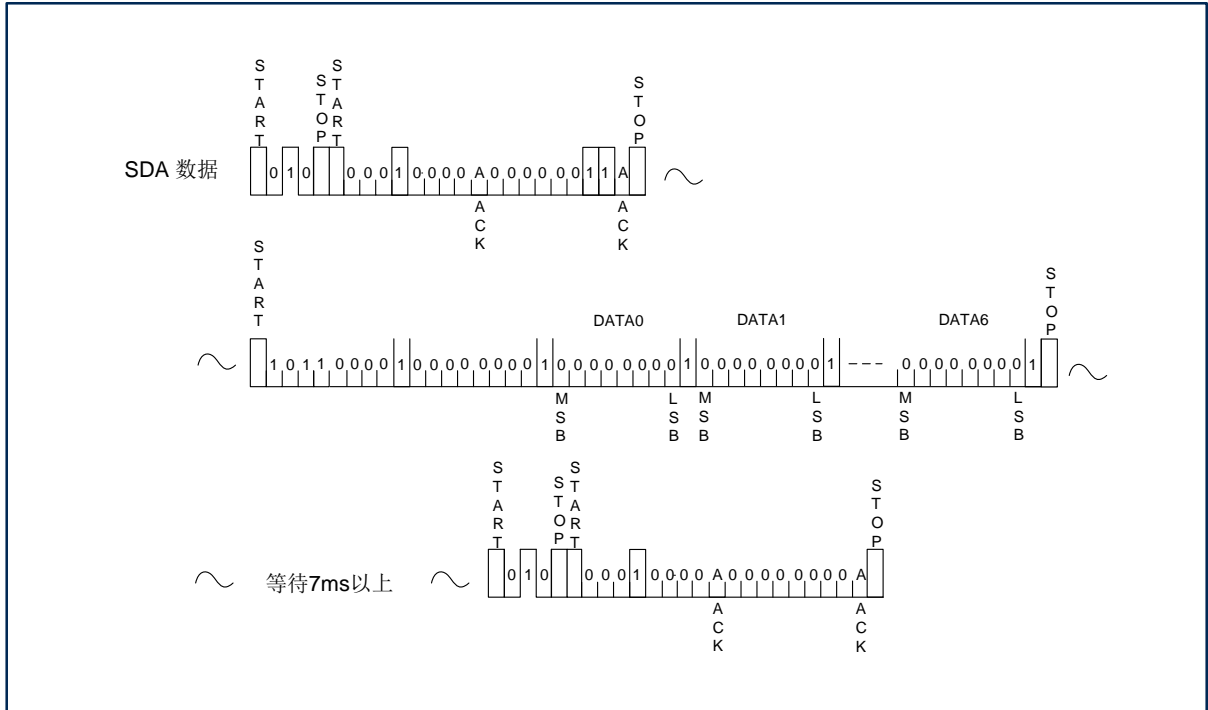 START
STOP
START
STOP
SDA 数据
0 1 0 0 0 0 1 0 0 0 0 A 0 0 0 0 0 0 1 1 A
ACK
ACK
START
DATA0
DATA1
DATA6
STOP
1 0 1 1 0 0 0 0 1 0 0 0 0 0 0 0 0 1 0 0 0 0 0 0 0 0 1 0 0 0 0 0 0 0 0 1 --- 0 0 0 0 0 0 0 0 1
MSB
LSB
MSB
LSB
MSB
LSB
START
STOP
START
STOP
等待7ms以上
0 1 0 0 0 0 1 0 0 0 0 A 0 0 0 0 0 0 0 0 A
ACK
ACK